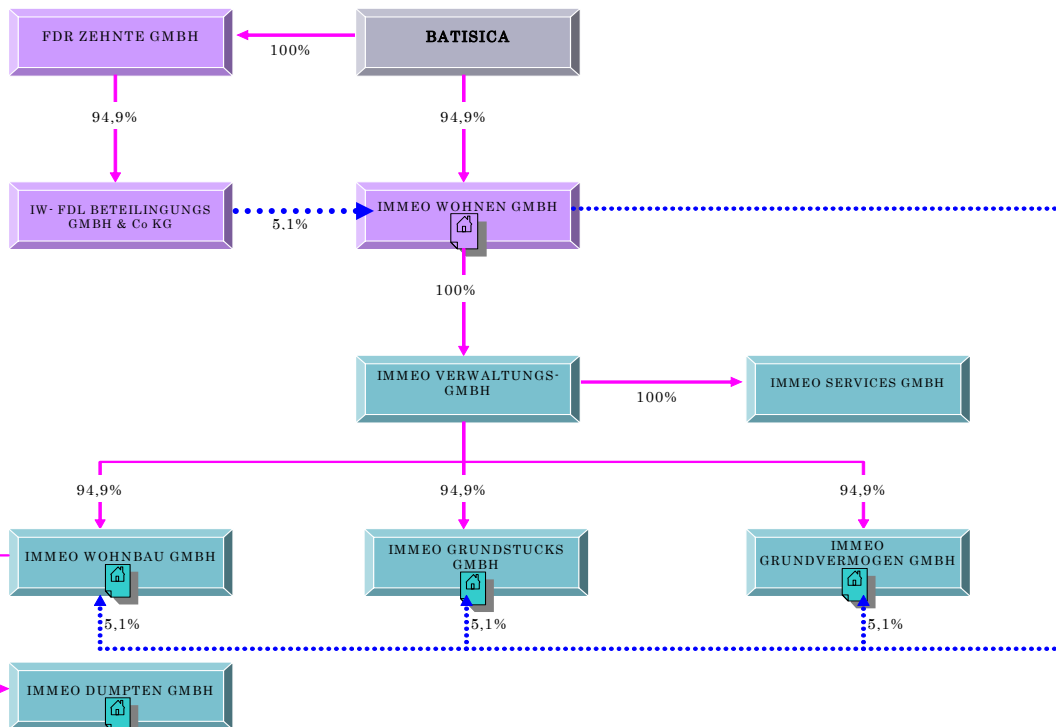 FDR ZEHNTE GMBH
BATISICA
100%
94,9%
94,9%
IW- FDL BETEILINGUNGS
GMBH & Co KG
5,1%
IMMEO WOHNEN GMBH
100%
IMMEO VERWALTUNGS-
GMBH
100%
IMMEO SERVICES GMBH
94,9%
94,9%
94,9%
IMMEO WOHNBAU GMBH
IMMEO GRUNDSTUCKS
GMBH
IMMEO
GRUNDVERMOGEN GMBH
5,1%
5,1%
5,1%
IMMEO DUMPTEN GMBH